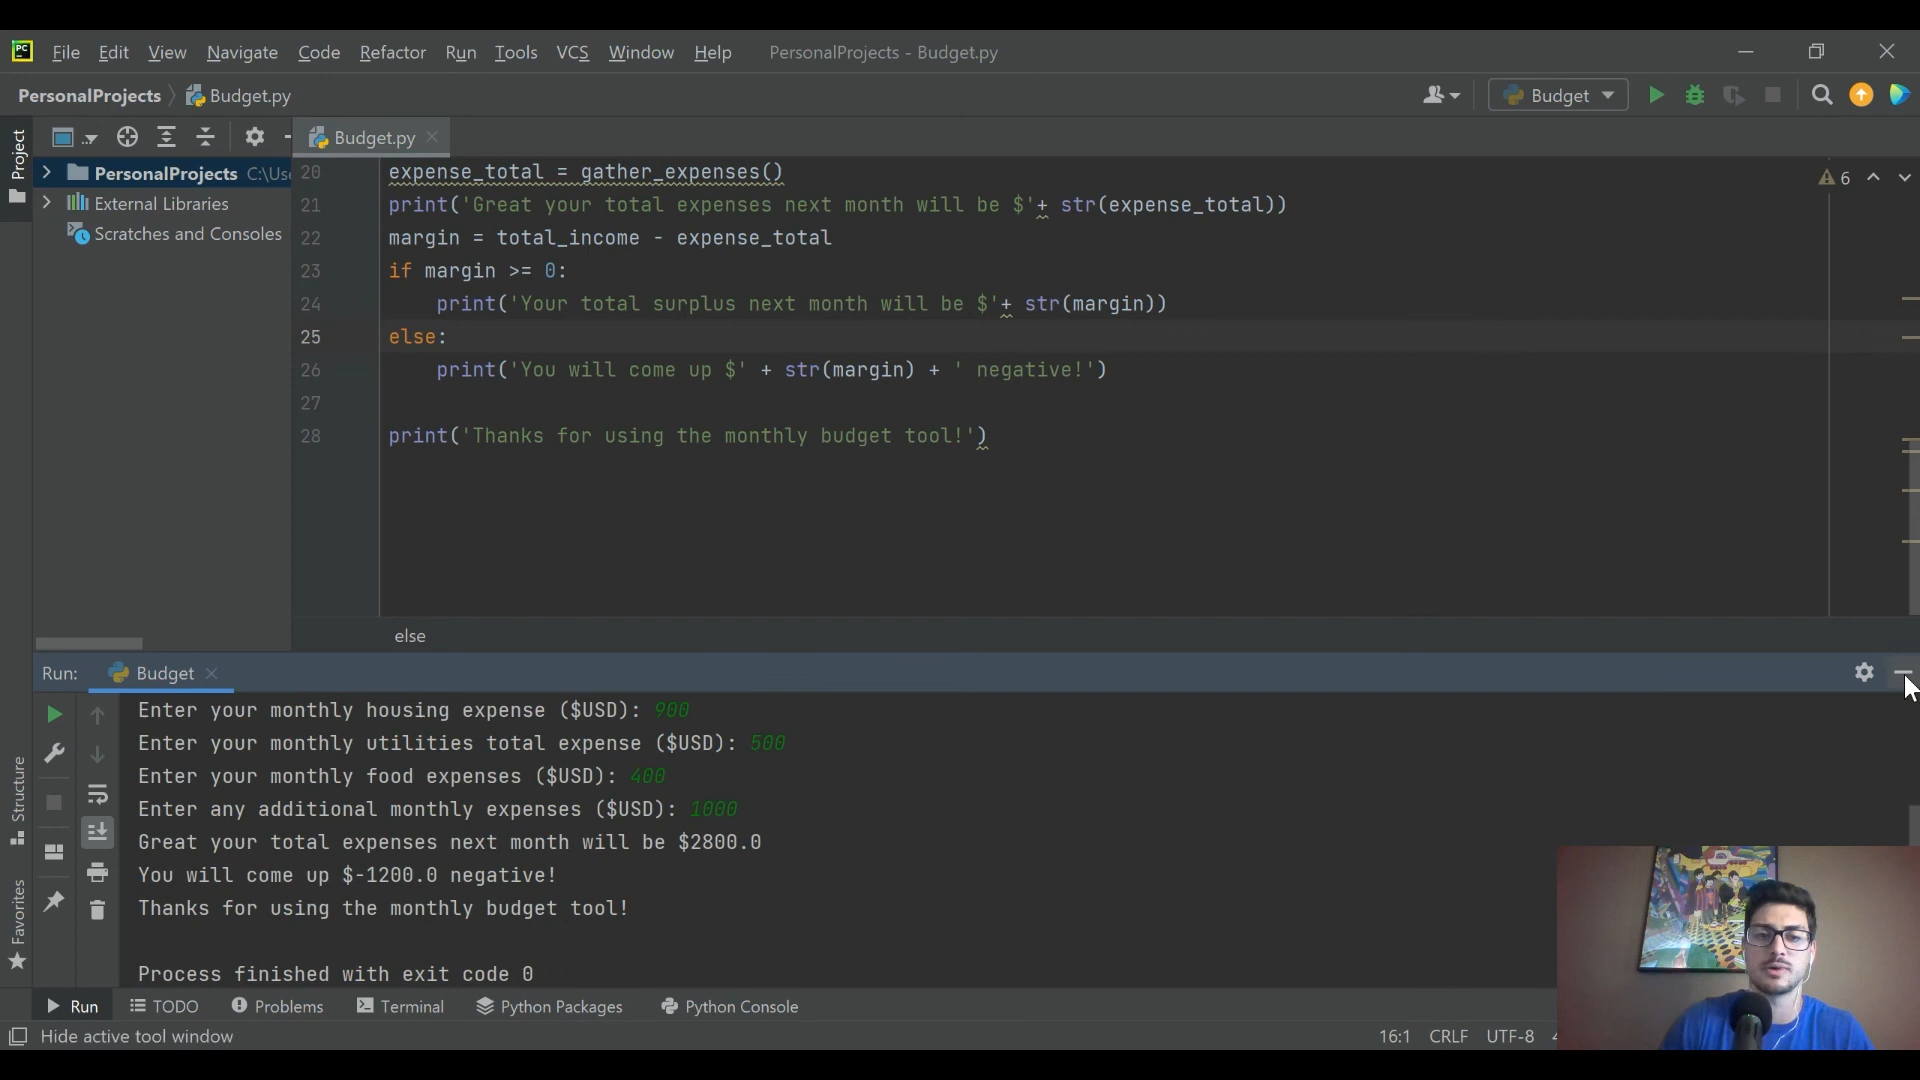 PC File Edit View Navigate Code Refactor Run Tools VCS Window Help PersonalProjects - Budget.py
PersonalProjects Budget.py Budget
Project
Budget.py
PersonalProjects C:\Use
External Libraries
Scratches and Consoles
6
20 expense_total = gather_expenses()
21 print('Great your total expenses next month will be $'+ str(expense_total))
22 margin = total_income - expense_total
23 if margin >= 0:
24 print('Your total surplus next month will be $'+ str(margin))
25 else:
26 print('You will come up $' + str(margin) + ' negative!')
27
28 print('Thanks for using the monthly budget tool!')
else
Run: Budget
Enter your monthly housing expense ($USD): 900
Enter your monthly utilities total expense ($USD): 500
Enter your monthly food expenses ($USD): 400
Enter any additional monthly expenses ($USD): 1000
Great your total expenses next month will be $2800.0
You will come up $-1200.0 negative!
Thanks for using the monthly budget tool!
Process finished with exit code 0
Structure
Favorites
Run TODO Problems Terminal Python Packages Python Console
Hide active tool window 16:1 CRLF UTF-8